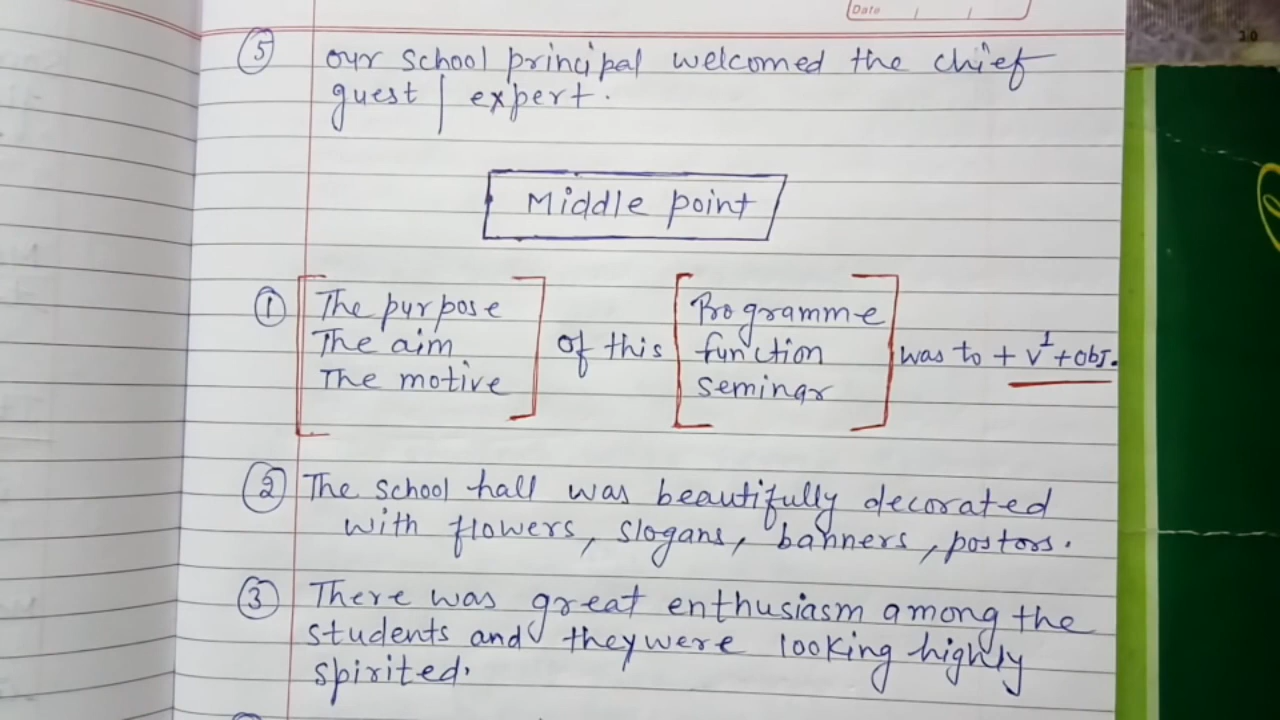 Date
20
⑤ our school principal welcomed the chief
guest / expert.
Middle point
① The purpose
The aim
The motive
of this
Programme
function
seminar
was to + V¹ + obj.
② The school hall was beautifully decorated
with flowers, slogans, banners, postors.
③ There was great enthusiasm among the
students and they were looking highly
spirited.